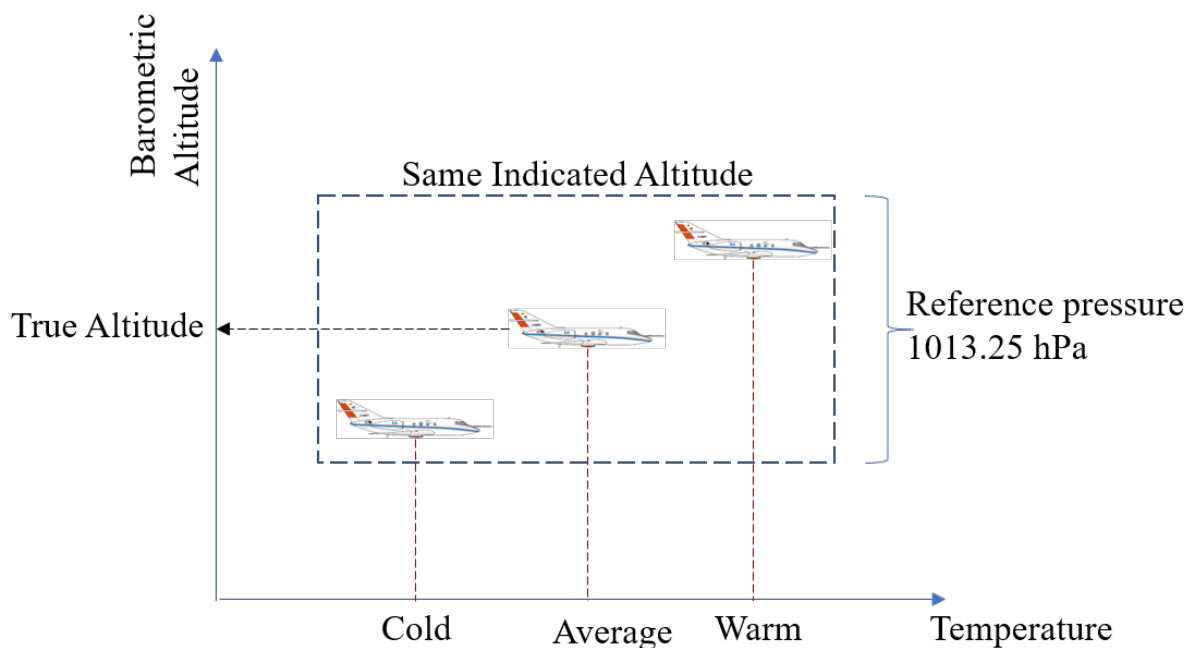 Barometric
Altitude
Same Indicated Altitude
True Altitude
Reference pressure
1013.25 hPa
Cold
Average
Warm
Temperature